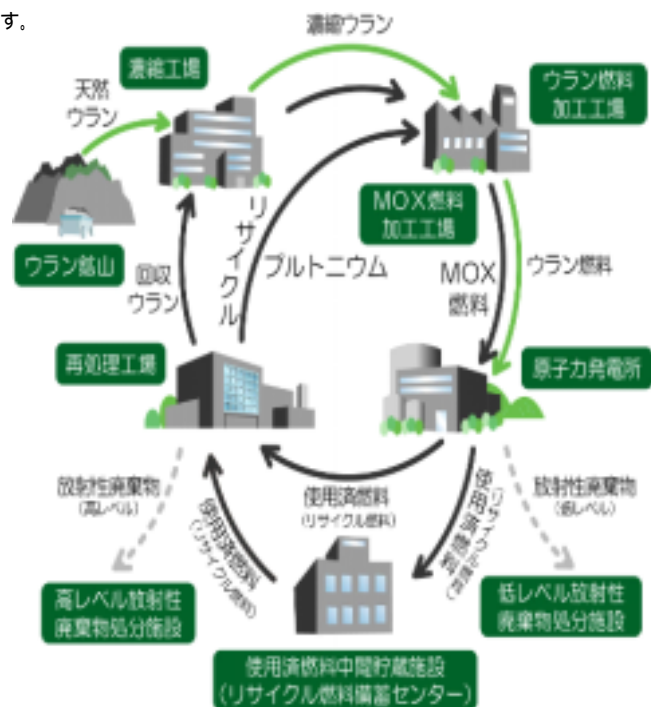 す。
濃縮ウラン
濃縮工場
天然
ウラン
ウラン燃料
加工工場
MOX燃料
加工工場
ウラン鉱山
回収
ウラン
リサイクル
プルトニウム
MOX
燃料
ウラン燃料
再処理工場
原子力発電所
放射性廃棄物
(高レベル)
使用済燃料
(リサイクル燃料)
使用済燃料
(リサイクル燃料)
使用済燃料
(リサイクル燃料)
放射性廃棄物
(低レベル)
高レベル放射性
廃棄物処分施設
低レベル放射性
廃棄物処分施設
使用済燃料中間貯蔵施設
(リサイクル燃料備蓄センター)